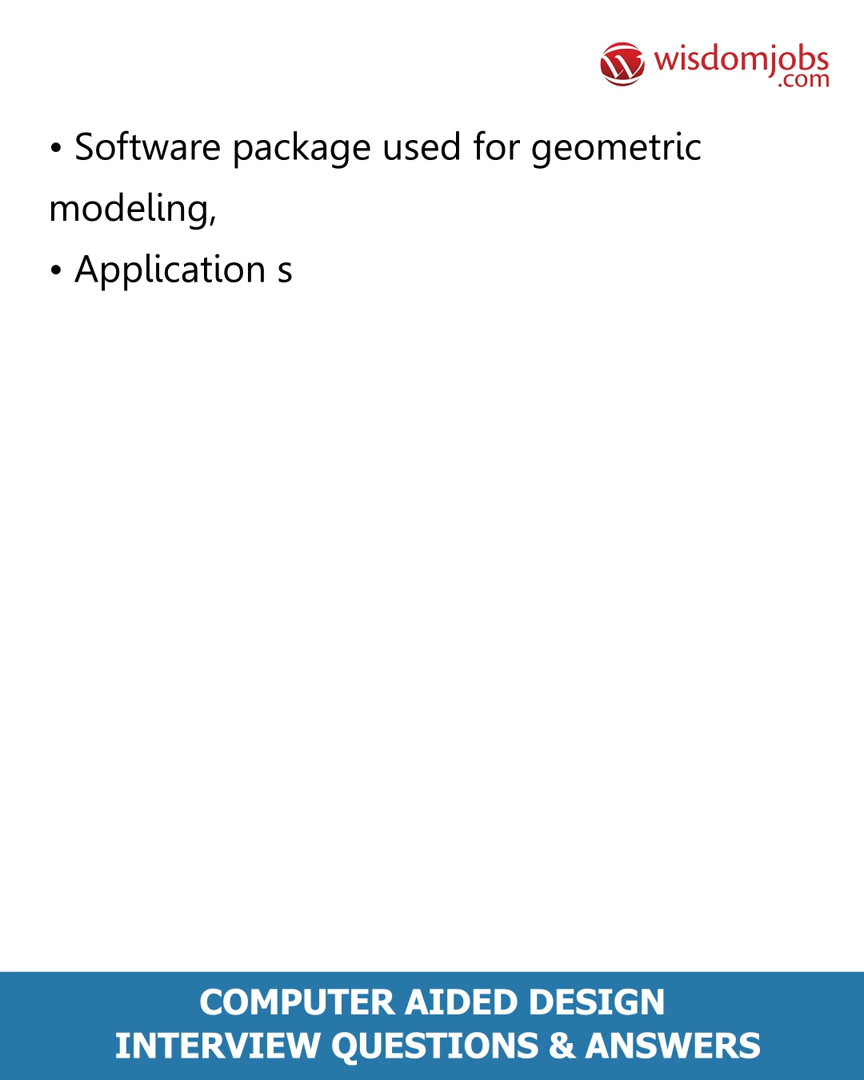 wisdomjobs
.com
• Software package used for geometric
modeling,
• Application s
COMPUTER AIDED DESIGN
INTERVIEW QUESTIONS & ANSWERS